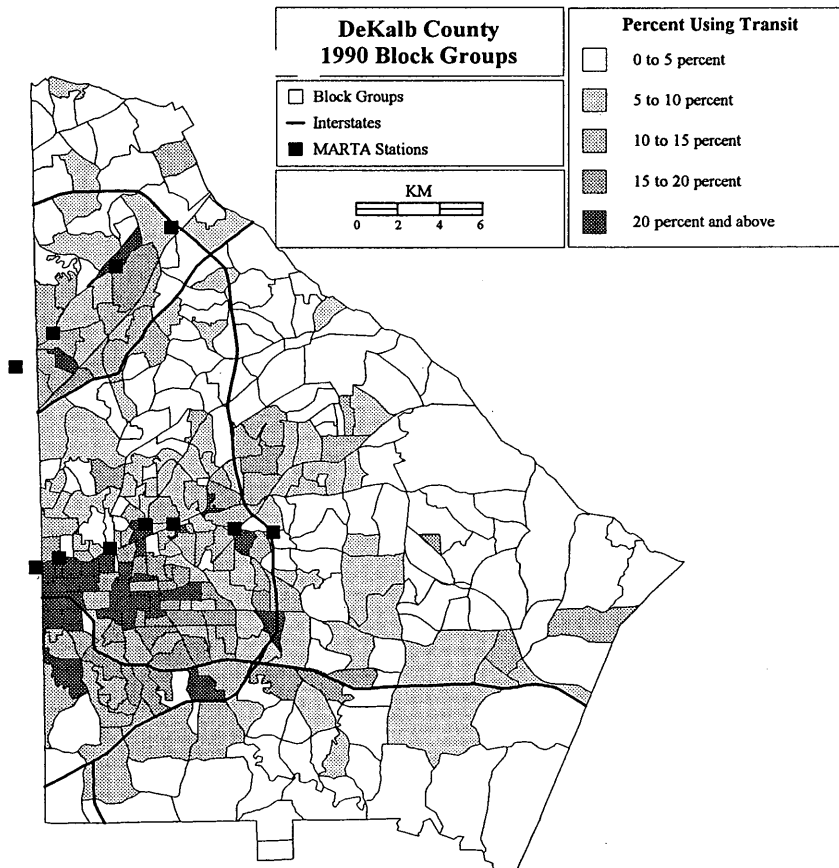 DeKalb County
1990 Block Groups
Block Groups
Interstates
MARTA Stations
KM
0 2 4 6
Percent Using Transit
0 to 5 percent
5 to 10 percent
10 to 15 percent
15 to 20 percent
20 percent and above